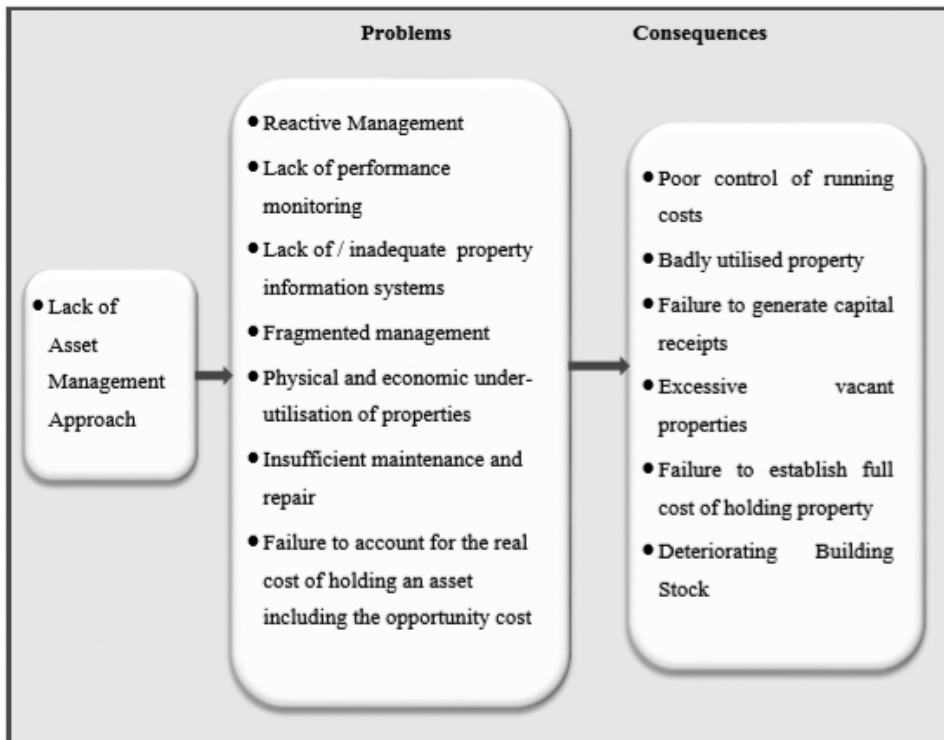 Problems
Consequences
● Lack of
Asset
Management
Approach
● Reactive Management
● Lack of performance
monitoring
● Lack of / inadequate property
information systems
● Fragmented management
● Physical and economic under-
utilisation of properties
● Insufficient maintenance and
repair
● Failure to account for the real
cost of holding an asset
including the opportunity cost
● Poor control of running
costs
● Badly utilised property
● Failure to generate capital
receipts
● Excessive vacant
properties
● Failure to establish full
cost of holding property
● Deteriorating Building
Stock